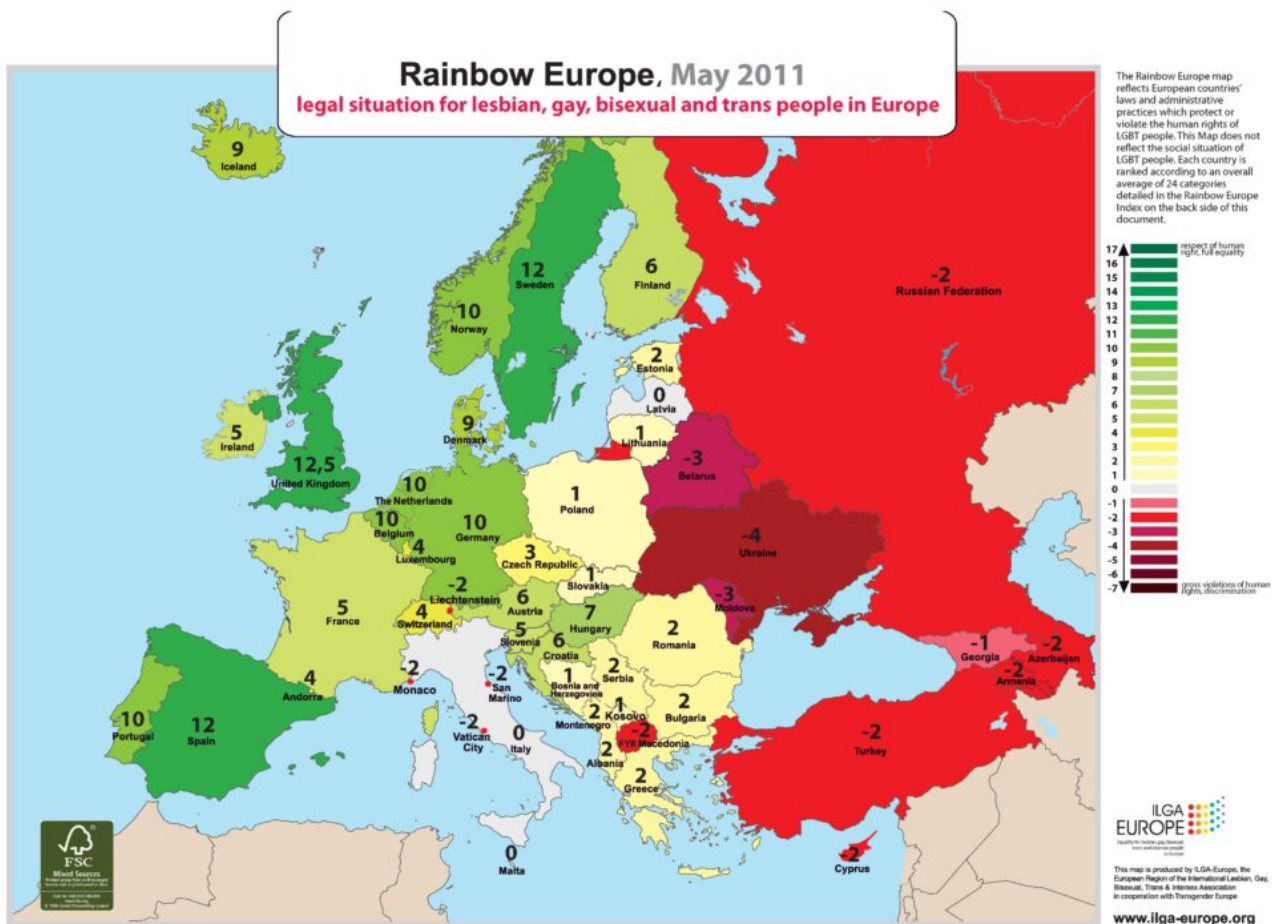 Rainbow Europe, May 2011
legal situation for lesbian, gay, bisexual and trans people in Europe
The Rainbow Europe map
reflects European countries'
laws and administrative
practices which protect or
violate the human rights of
LGBT people. This Map does not
reflect the social situation of
LGBT people. Each country is
ranked according to an overall
average of 24 categories
detailed in the Rainbow Europe
Index on the back side of this
document.
17
respect of human
right, full equality
16
15
14
13
12
11
10
9
8
7
6
5
4
3
2
1
0
-1
-2
-3
-4
-5
-6
-7
gross violations of human
rights, discrimination
9
Iceland
12
Sweden
6
Finland
-2
Russian Federation
10
Norway
2
Estonia
0
Latvia
1
Lithuania
9
Denmark
5
Ireland
12,5
United Kingdom
-3
Belarus
10
The Netherlands
10
Belgium
10
Germany
1
Poland
4
Luxembourg
3
Czech Republic
-4
Ukraine
1
Slovakia
-2
Liechtenstein
6
Austria
-3
Moldova
5
France
4
Switzerland
7
Hungary
5
Slovenia
6
Croatia
2
Romania
-1
Georgia
-2
Azerbaijan
-2
Armenia
4
Andorra
-2
Monaco
-2
San
Marino
1
Bosnia and
Herzegovina
2
Serbia
10
Portugal
12
Spain
-2
Vatican
City
0
Italy
2
Montenegro
1
Kosovo
2
Bulgaria
-2
FYR Macedonia
2
Albania
2
Greece
-2
Turkey
0
Malta
-2
Cyprus
FSC
Mixed Sources
ILGA
EUROPE
This map is produced by ILGA-Europe, the
European Region of the International Lesbian, Gay,
Bisexual, Trans & Intersex Association
in cooperation with Transgender Europe
www.ilga-europe.org